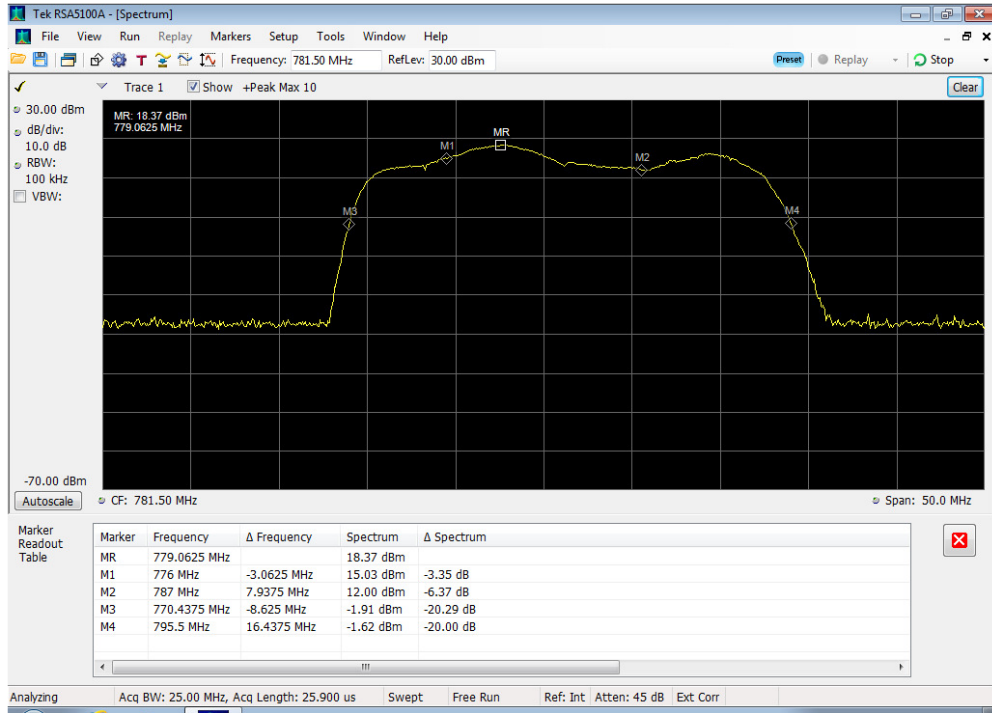 Tek RSA5100A - [Spectrum]
File View Run Replay Markers Setup Tools Window Help
Frequency: 781.50 MHz RefLev: 30.00 dBm Preset Replay Stop
Trace 1 Show +Peak Max 10 Clear
30.00 dBm
dB/div:
10.0 dB
RBW:
100 kHz
VBW:
MR: 18.37 dBm
779.0625 MHz
MR
M1
M2
M3
M4
-70.00 dBm
Autoscale CF: 781.50 MHz Span: 50.0 MHz
Marker
Readout
Table
Marker Frequency Δ Frequency Spectrum Δ Spectrum
MR 779.0625 MHz 18.37 dBm
M1 776 MHz -3.0625 MHz 15.03 dBm -3.35 dB
M2 787 MHz 7.9375 MHz 12.00 dBm -6.37 dB
M3 770.4375 MHz -8.625 MHz -1.91 dBm -20.29 dB
M4 795.5 MHz 16.4375 MHz -1.62 dBm -20.00 dB
Analyzing Acq BW: 25.00 MHz, Acq Length: 25.900 us Swept Free Run Ref: Int Atten: 45 dB Ext Corr